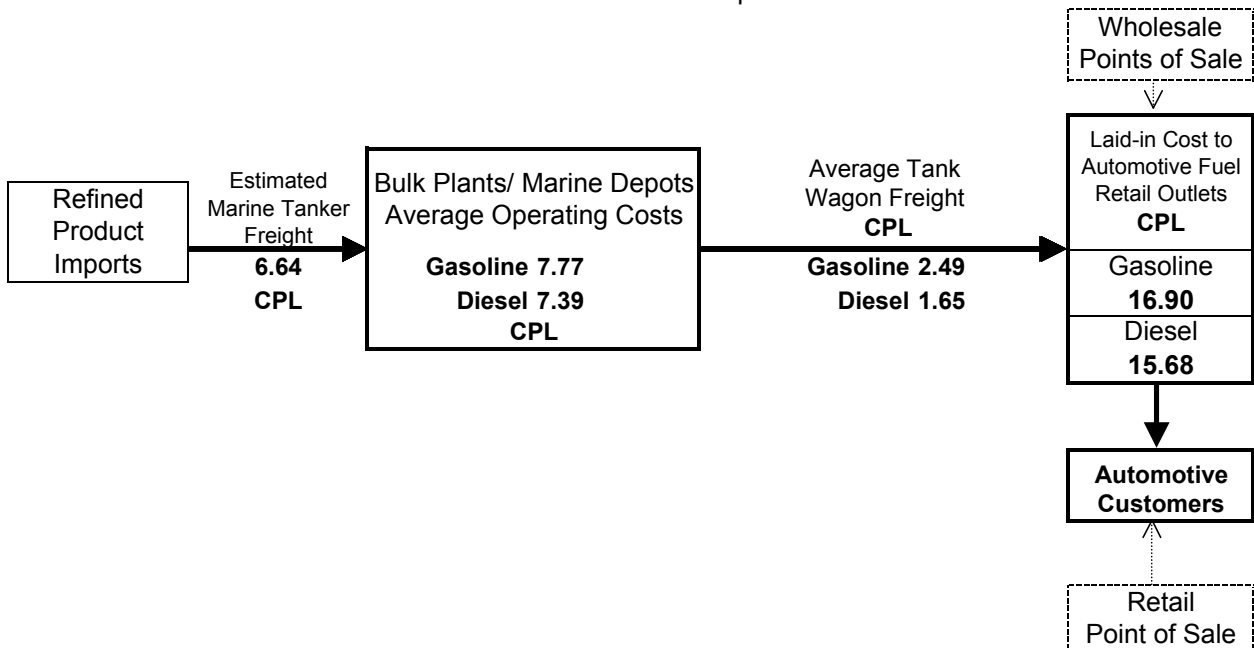 Wholesale
Points of Sale
Refined
Product
Imports
Estimated
Marine Tanker
Freight
6.64
CPL
Bulk Plants/ Marine Depots
Average Operating Costs
Gasoline 7.77
Diesel 7.39
CPL
Average Tank
Wagon Freight
CPL
Gasoline 2.49
Diesel 1.65
Laid-in Cost to
Automotive Fuel
Retail Outlets
CPL
Gasoline
16.90
Diesel
15.68
Automotive
Customers
Retail
Point of Sale